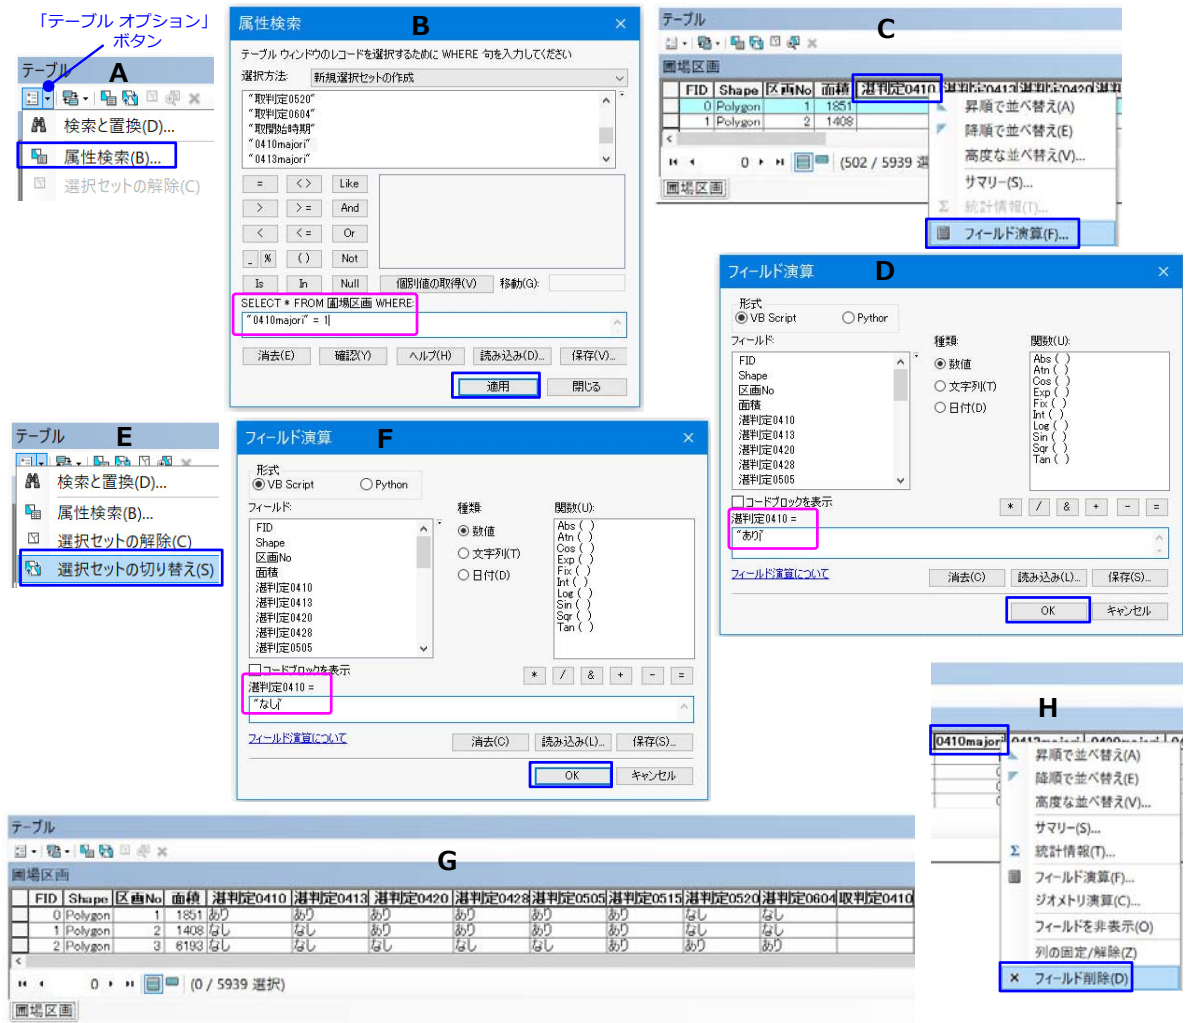 「テーブル オプション」
ボタン
テーブル
A
検索と置換(D)...
属性検索(B)...
選択セットの解除(C)
属性検索
B
テーブル ウィンドウのレコードを選択するために WHERE 句を入力してください
選択方法:
新規選択セットの作成
"取判定0520"
"取判定0604"
"取開始時期"
"0410majori"
"0413majori"
=
<>
Like
>
>=
And
<
<=
Or
_ %
()
Not
Is
In
Null
個別値の取得(V)
移動(G):
SELECT * FROM 圃場区画 WHERE:
"0410majori" = 1
消去(E)
確認(Y)
ヘルプ(H)
読み込み(D)...
保存(V)...
適用
閉じる
テーブル
C
圃場区画
FID Shape 区画No 面積 湛判定0410 湛判定0413 湛判定0420
0 Polygon 1 1851
1 Polygon 2 1408
0
(502 / 5939 選
圃場区画
昇順で並べ替え(A)
降順で並べ替え(E)
高度な並べ替え(V)...
サマリー(S)...
統計情報(T)...
フィールド演算(F)...
フィールド演算
D
形式
VB Script
Python
フィールド:
FID
Shape
区画No
面積
湛判定0410
湛判定0413
湛判定0420
湛判定0428
湛判定0505
種類:
数値
文字列(T)
日付(D)
関数(U):
Abs ( )
Atn ( )
Cos ( )
Exp ( )
Fix ( )
Int ( )
Log ( )
Sin ( )
Sqr ( )
Tan ( )
コードブロックを表示
* / & + - =
湛判定0410 =
"あり"
フィールド演算について
消去(C)
読み込み(L)...
保存(S)...
OK
キャンセル
テーブル
E
検索と置換(D)...
属性検索(B)...
選択セットの解除(C)
選択セットの切り替え(S)
フィールド演算
F
形式
VB Script
Python
フィールド:
FID
Shape
区画No
面積
湛判定0410
湛判定0413
湛判定0420
湛判定0428
湛判定0505
種類:
数値
文字列(T)
日付(D)
関数(U):
Abs ( )
Atn ( )
Cos ( )
Exp ( )
Fix ( )
Int ( )
Log ( )
Sin ( )
Sqr ( )
Tan ( )
コードブロックを表示
* / & + - =
湛判定0410 =
"なし"
フィールド演算について
消去(C)
読み込み(L)...
保存(S)...
OK
キャンセル
H
0410majori 0413majori 0420majori
昇順で並べ替え(A)
降順で並べ替え(E)
高度な並べ替え(V)...
サマリー(S)...
統計情報(T)...
フィールド演算(F)...
ジオメトリ演算(C)...
フィールドを非表示(O)
列の固定/解除(Z)
フィールド削除(D)
テーブル
G
圃場区画
FID Shape 区画No 面積 湛判定0410 湛判定0413 湛判定0420 湛判定0428 湛判定0505 湛判定0515 湛判定0520 湛判定0604 取判定0410
0 Polygon 1 1851 あり あり あり あり あり あり なし なし
1 Polygon 2 1408 なし なし あり あり あり あり なし なし
2 Polygon 3 6193 なし なし なし なし なし あり あり あり
0
(0 / 5939 選択)
圃場区画